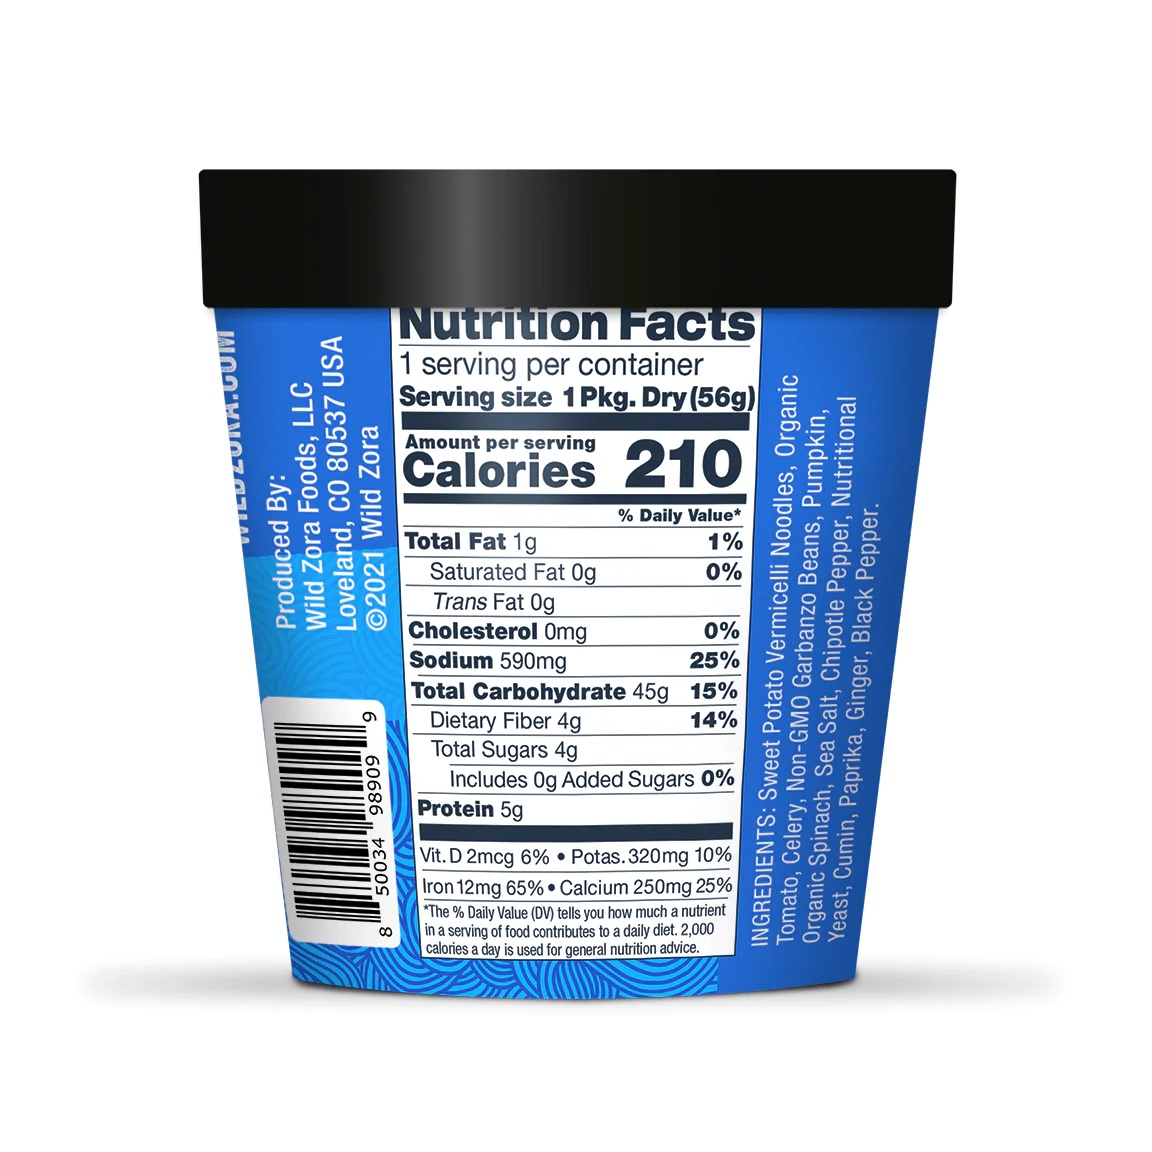 WILDZORA.COM
Produced By:
Wild Zora Foods, LLC
Loveland, CO 80537 USA
©2021 Wild Zora
8 50034 98909 9
Nutrition Facts
1 serving per container
Serving size 1 Pkg. Dry (56g)
Amount per serving
Calories 210
% Daily Value*
Total Fat 1g 1%
Saturated Fat 0g 0%
Trans Fat 0g
Cholesterol 0mg 0%
Sodium 590mg 25%
Total Carbohydrate 45g 15%
Dietary Fiber 4g 14%
Total Sugars 4g
Includes 0g Added Sugars 0%
Protein 5g
Vit. D 2mcg 6% • Potas. 320mg 10%
Iron 12mg 65% • Calcium 250mg 25%
*The % Daily Value (DV) tells you how much a nutrient
in a serving of food contributes to a daily diet. 2,000
calories a day is used for general nutrition advice.
INGREDIENTS: Sweet Potato Vermicelli Noodles, Organic
Tomato, Celery, Non-GMO Garbanzo Beans, Pumpkin,
Organic Spinach, Sea Salt, Chipotle Pepper, Nutritional
Yeast, Cumin, Paprika, Ginger, Black Pepper.